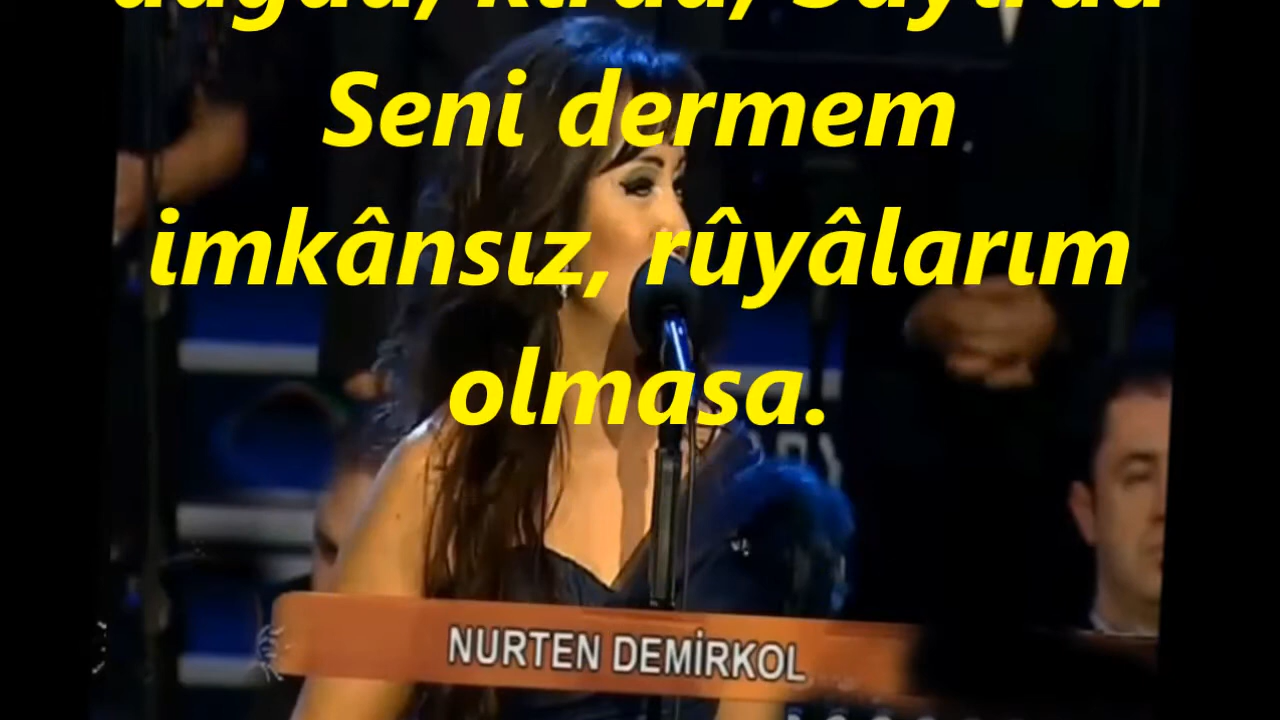 Seni dermem
imkânsız, rûyâlarım
olmasa.
NURTEN DEMİRKOL